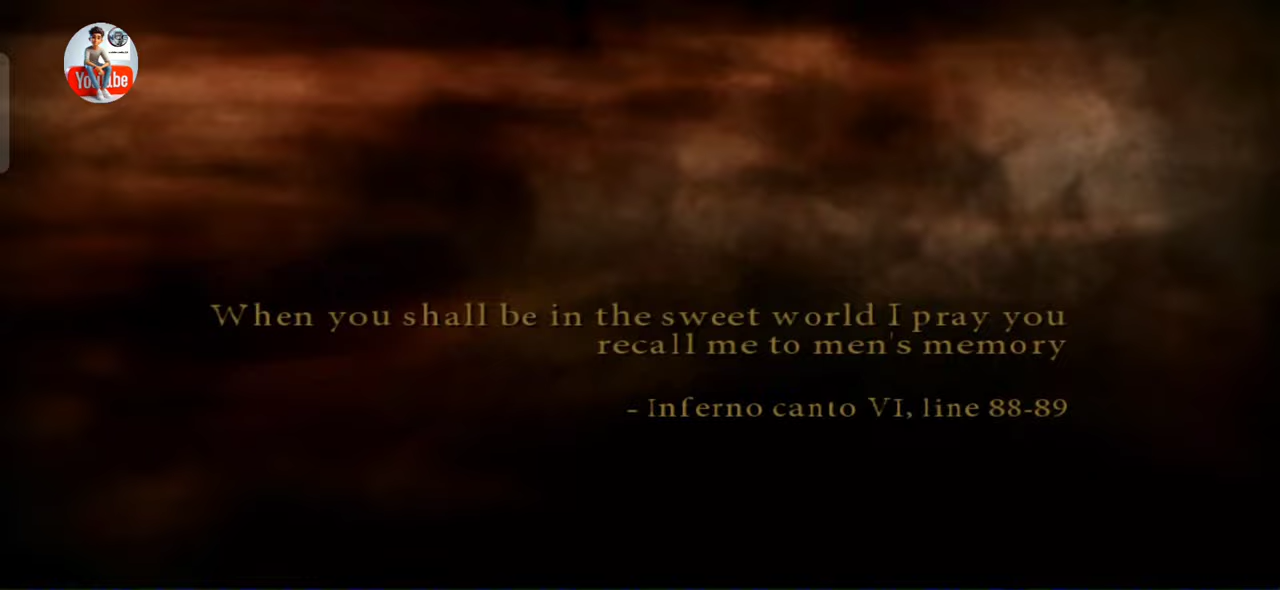 YouTube
When you shall be in the sweet world I pray you
recall me to men's memory
- Inferno canto VI, line 88-89